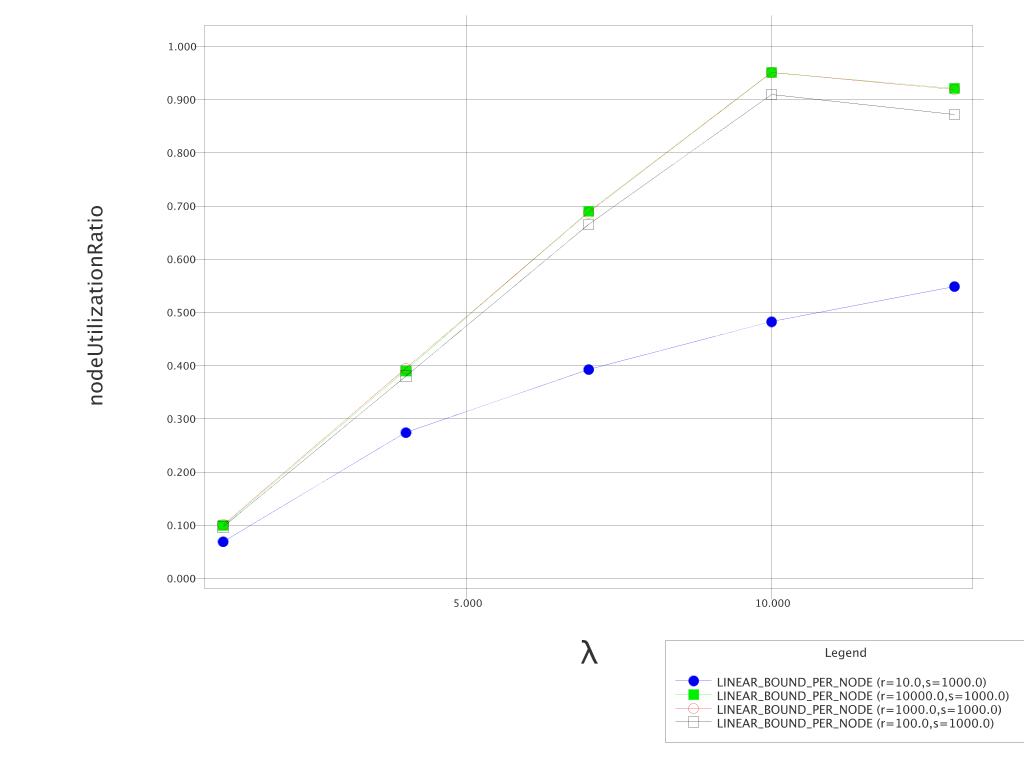 1.000
0.900
0.800
0.700
0.600
0.500
0.400
0.300
0.200
0.100
0.000
nodeUtilizationRatio
5.000 10.000
λ
Legend
LINEAR_BOUND_PER_NODE (r=10.0,s=1000.0)
LINEAR_BOUND_PER_NODE (r=10000.0,s=1000.0)
LINEAR_BOUND_PER_NODE (r=1000.0,s=1000.0)
LINEAR_BOUND_PER_NODE (r=100.0,s=1000.0)